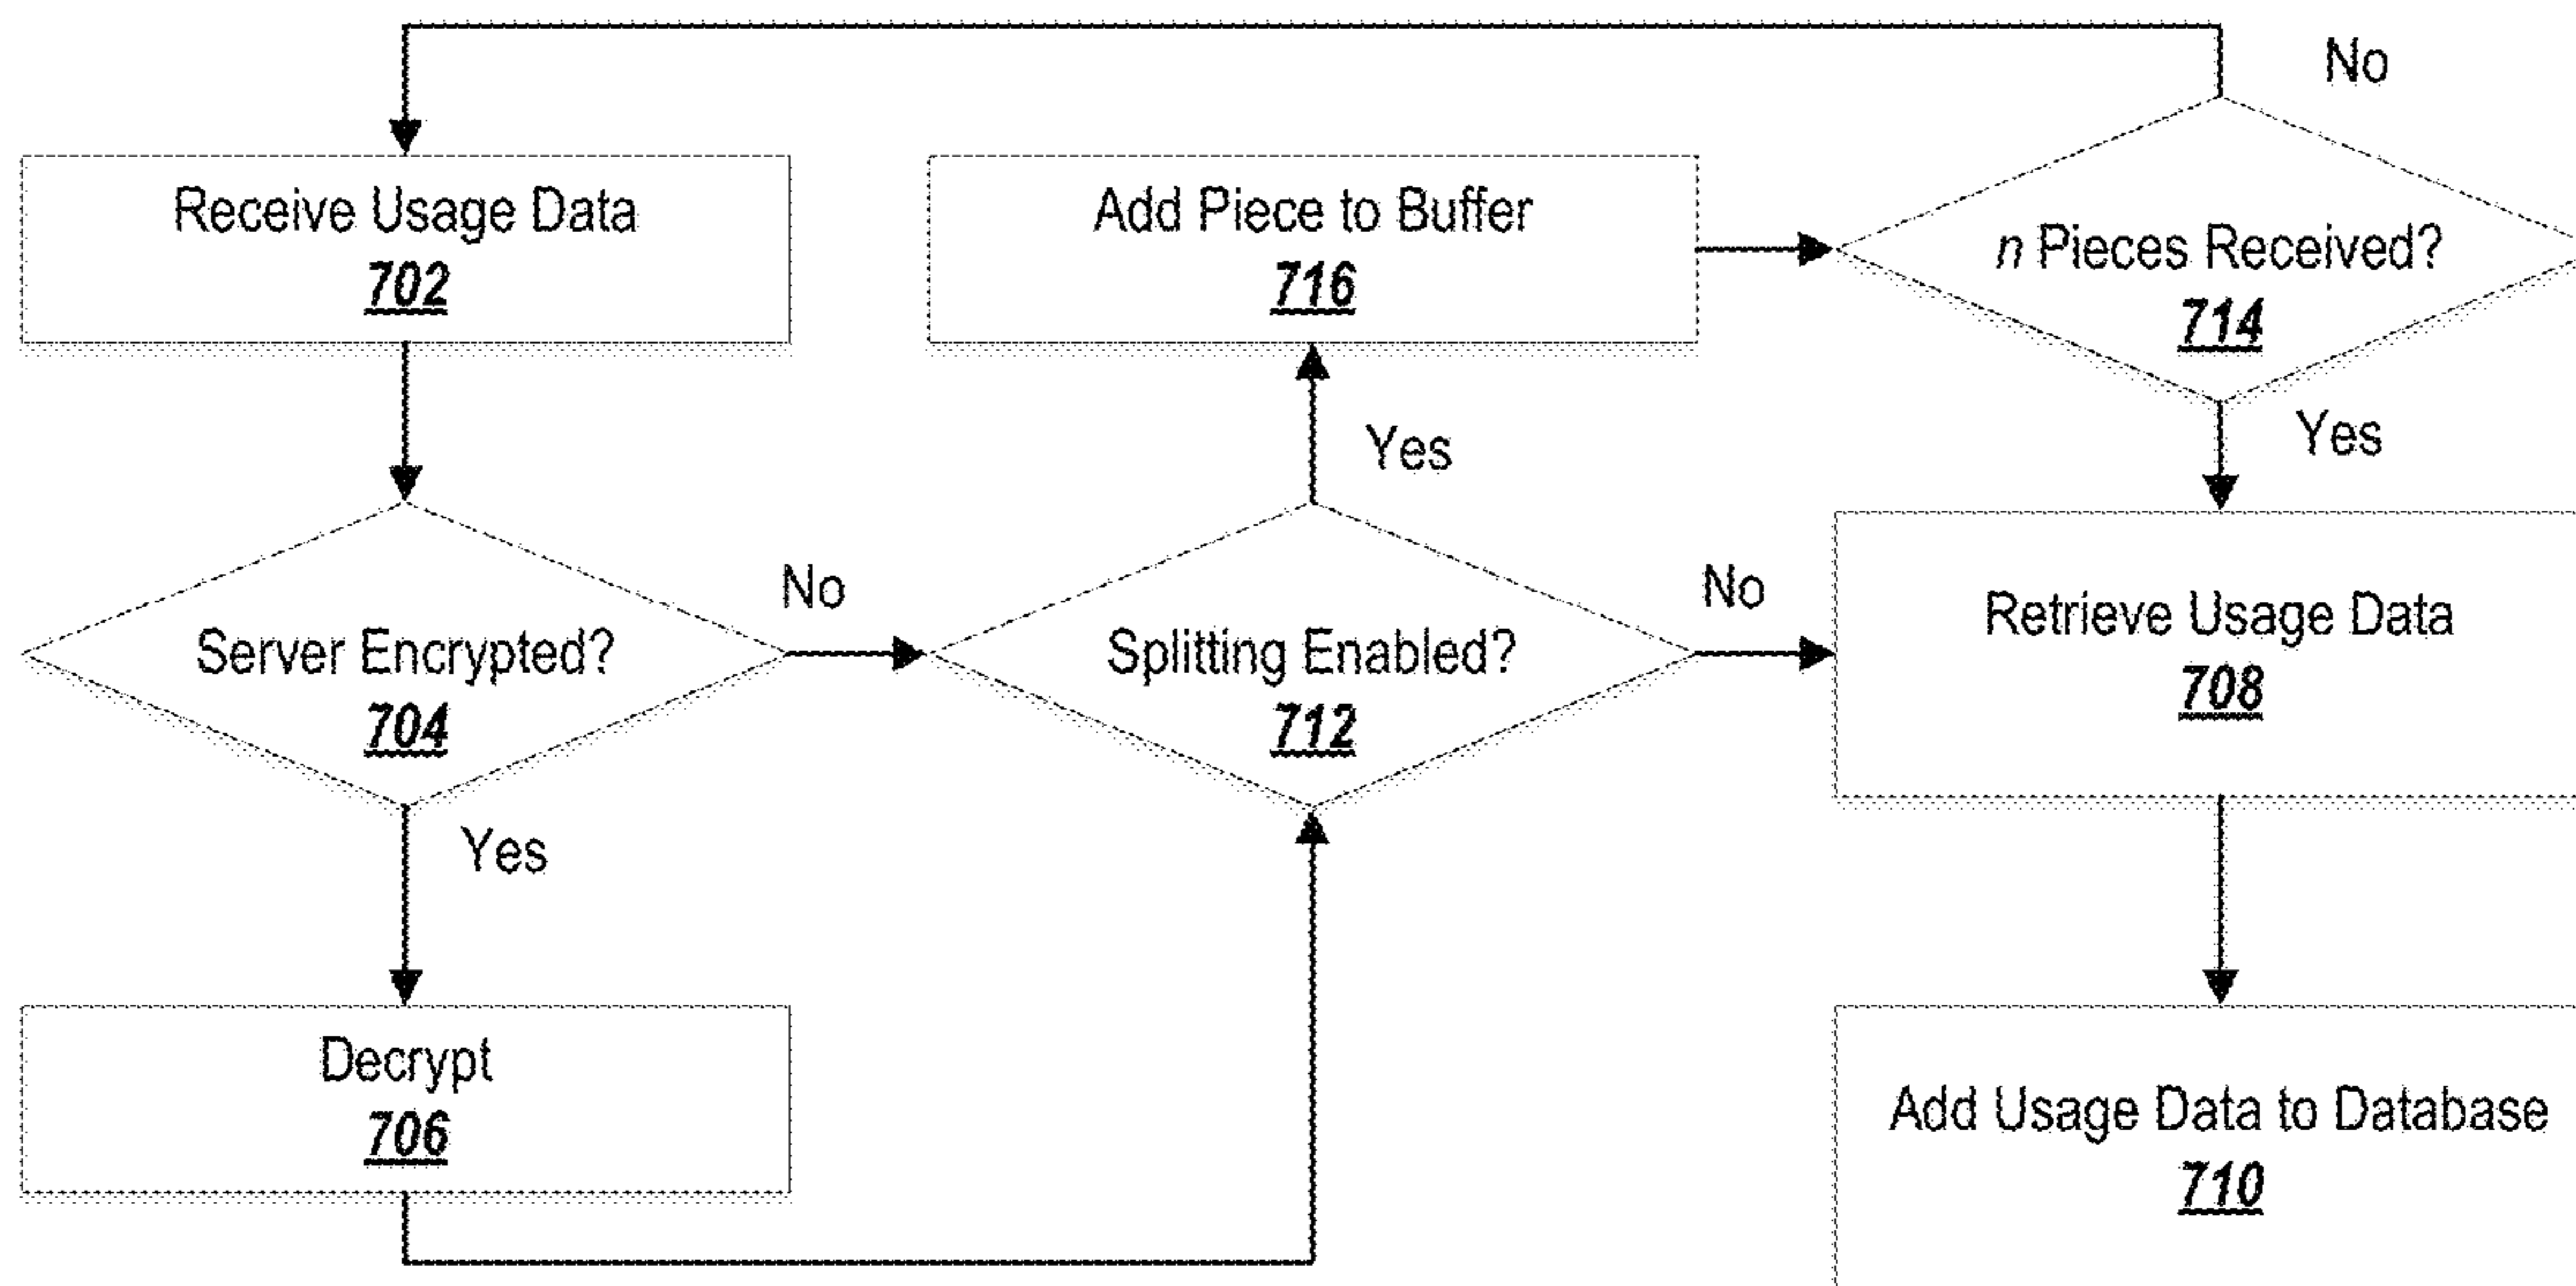 No
Receive Usage Data
702
Add Piece to Buffer
716
n Pieces Received?
714
Yes
Yes
No
No
Server Encrypted?
704
Splitting Enabled?
712
Retrieve Usage Data
708
Yes
Decrypt
706
Add Usage Data to Database
710